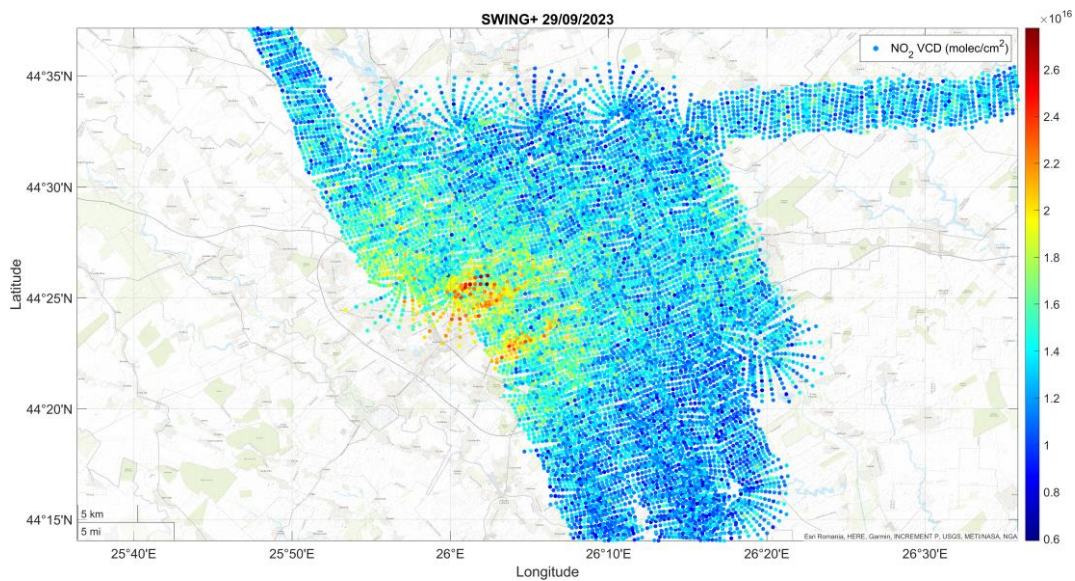 SWING+ 29/09/2023
×10¹⁶
NO₂ VCD (molec/cm²)
44°35'N
44°30'N
44°25'N
44°20'N
44°15'N
Latitude
5 km
5 mi
Esri Romania, HERE, Garmin, INCREMENT P, USGS, METI/NASA, NGA
25°40'E
25°50'E
26°E
26°10'E
26°20'E
26°30'E
Longitude
2.6
2.4
2.2
2
1.8
1.6
1.4
1.2
1
0.8
0.6